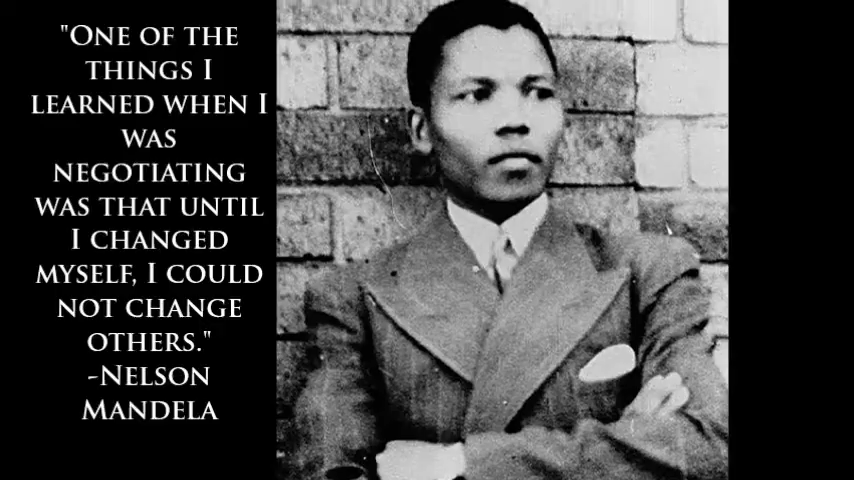 "One of the
things I
learned when I
was
negotiating
was that until
I changed
myself, I could
not change
others."
-Nelson
Mandela